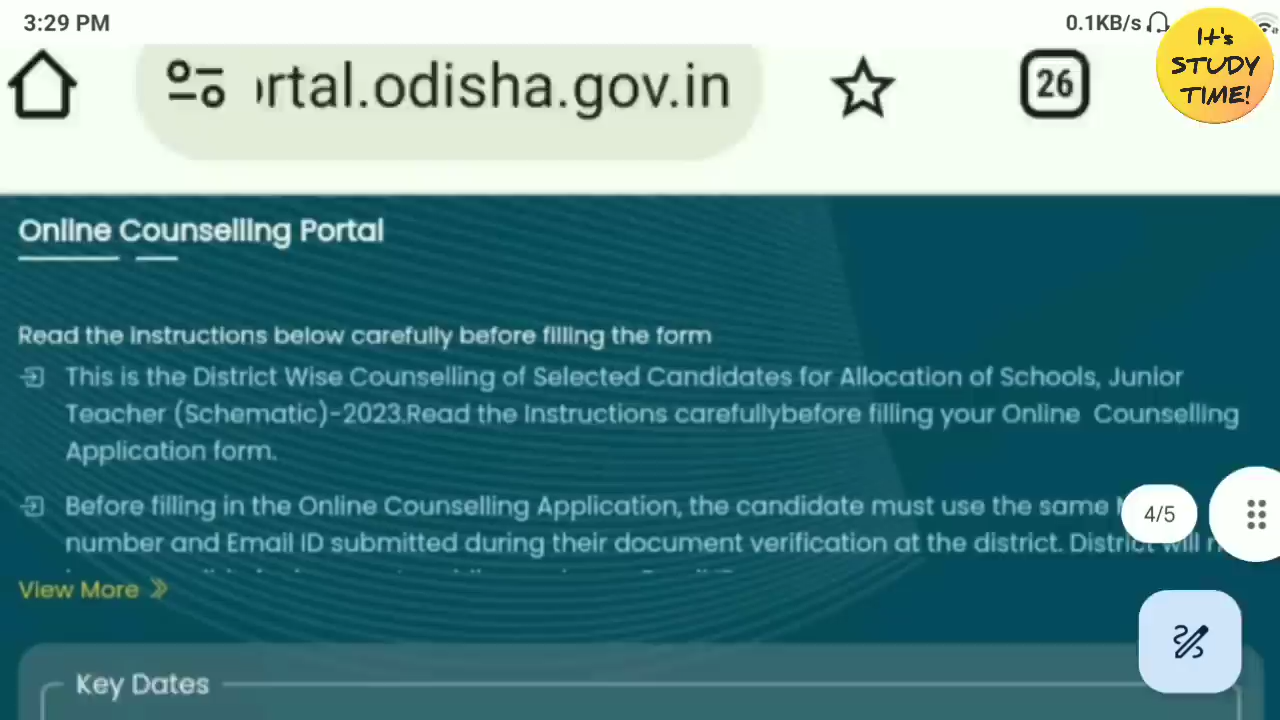 3:29 PM
0.1KB/s
It's
STUDY
TIME!
rtal.odisha.gov.in
26
Online Counselling Portal
Read the Instructions below carefully before filling the form
This is the District Wise Counselling of Selected Candidates for Allocation of Schools, Junior
Teacher (Schematic)-2023.Read the Instructions carefullybefore filling your Online Counselling
Application form.
Before filling in the Online Counselling Application, the candidate must use the same
4/5
number and Email ID submitted during their document verification at the district. District will
View More
Key Dates